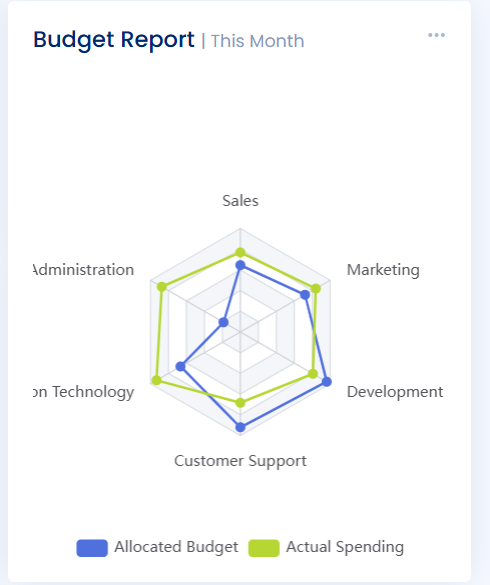 Budget Report | This Month
Sales
Administration
Marketing
on Technology
Development
Customer Support
Allocated Budget
Actual Spending